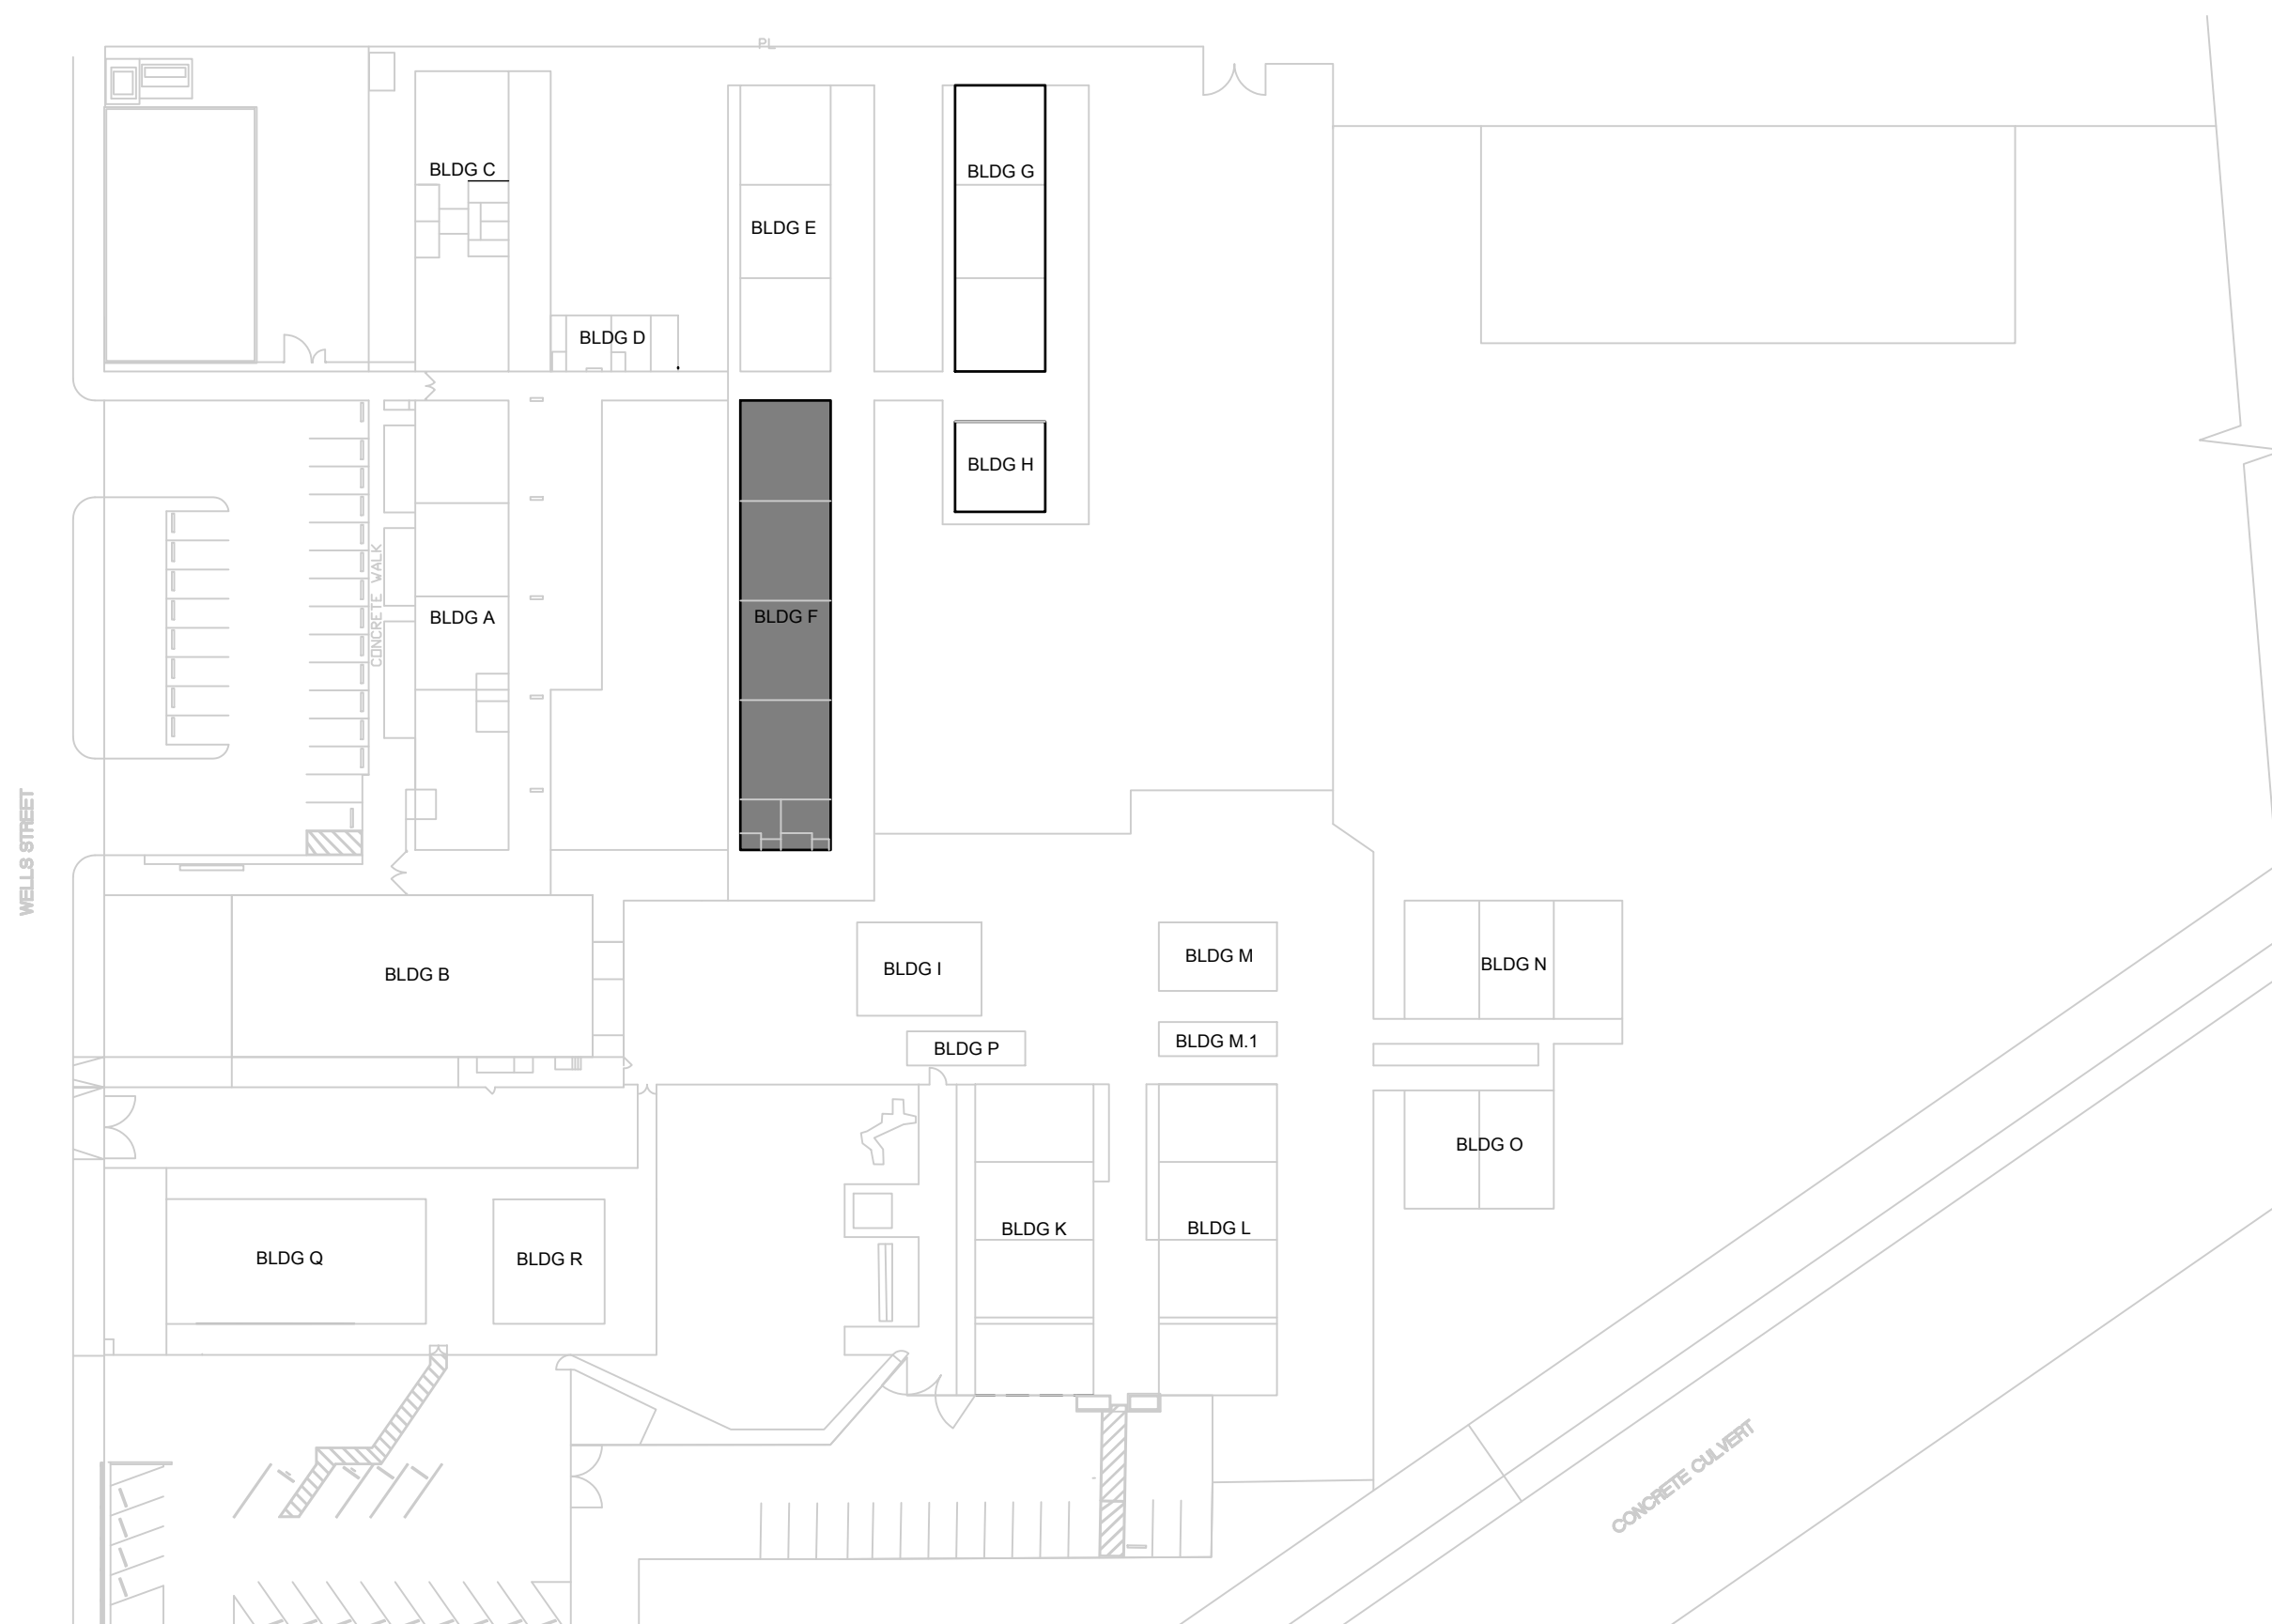 PL
BLDG C
BLDG G
BLDG E
BLDG D
BLDG H
CONCRETE WALK
BLDG A
BLDG F
WELLS STREET
BLDG B
BLDG I
BLDG M
BLDG N
BLDG P
BLDG M.1
BLDG O
BLDG K
BLDG L
BLDG Q
BLDG R
CONCRETE CULVERT